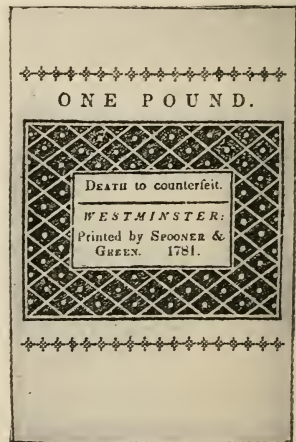 ONE POUND.
DEATH to counterfeit.
WESTMINSTER:
Printed by SPOONER &
GREEN. 1781.